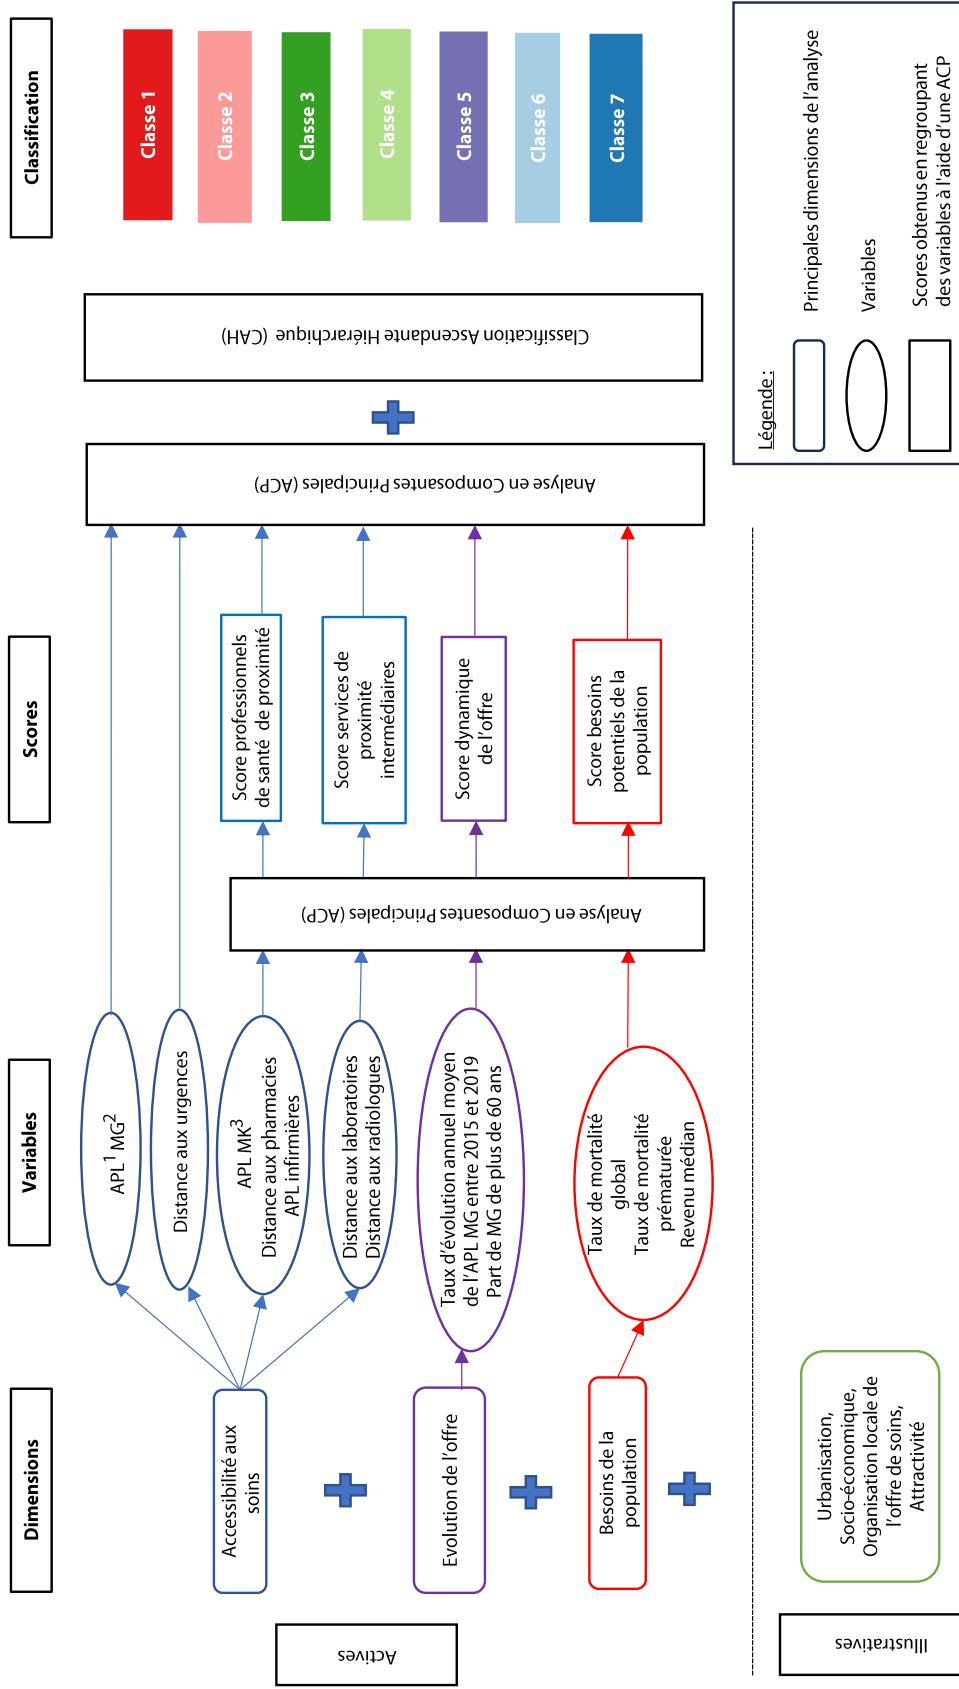 Dimensions
Variables
Scores
Classification
Actives
Accessibilité aux
soins
Evolution de l'offre
Besoins de la
population
APL¹ MG²
Distance aux urgences
APL MK³
Distance aux pharmacies
APL infirmières
Distance aux laboratoires
Distance aux radiologues
Taux d'évolution annuel moyen
de l'APL MG entre 2015 et 2019
Part de MG de plus de 60 ans
Taux de mortalité
global
Taux de mortalité
prématurée
Revenu médian
Analyse en Composantes Principales (ACP)
Score professionnels
de santé de proximité
Score services de
proximité
intermédiaires
Score dynamique
de l'offre
Score besoins
potentiels de la
population
Analyse en Composantes Principales (ACP)
Classification Ascendante Hiérarchique (CAH)
Classe 1
Classe 2
Classe 3
Classe 4
Classe 5
Classe 6
Classe 7
Illustratives
Urbanisation,
Socio-économique,
Organisation locale de
l'offre de soins,
Attractivité
Légende :
Principales dimensions de l'analyse
Variables
Scores obtenus en regroupant
des variables à l'aide d'une ACP